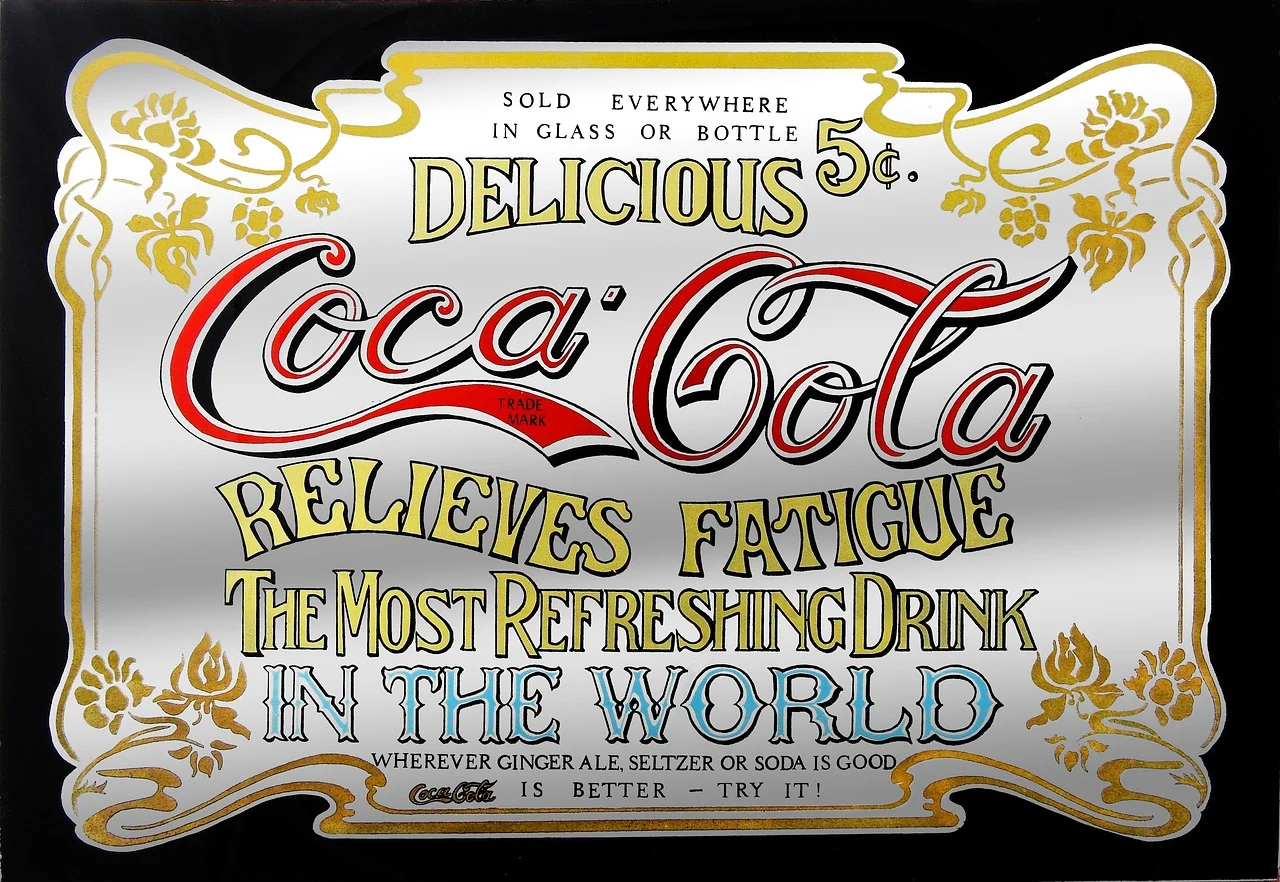 SOLD EVERYWHERE
IN GLASS OR BOTTLE 5¢.
DELICIOUS
Coca-Cola
TRADE
MARK
RELIEVES FATIGUE
THE MOST REFRESHING DRINK
IN THE WORLD
WHEREVER GINGER ALE, SELTZER OR SODA IS GOOD
Coca-Cola IS BETTER – TRY IT!